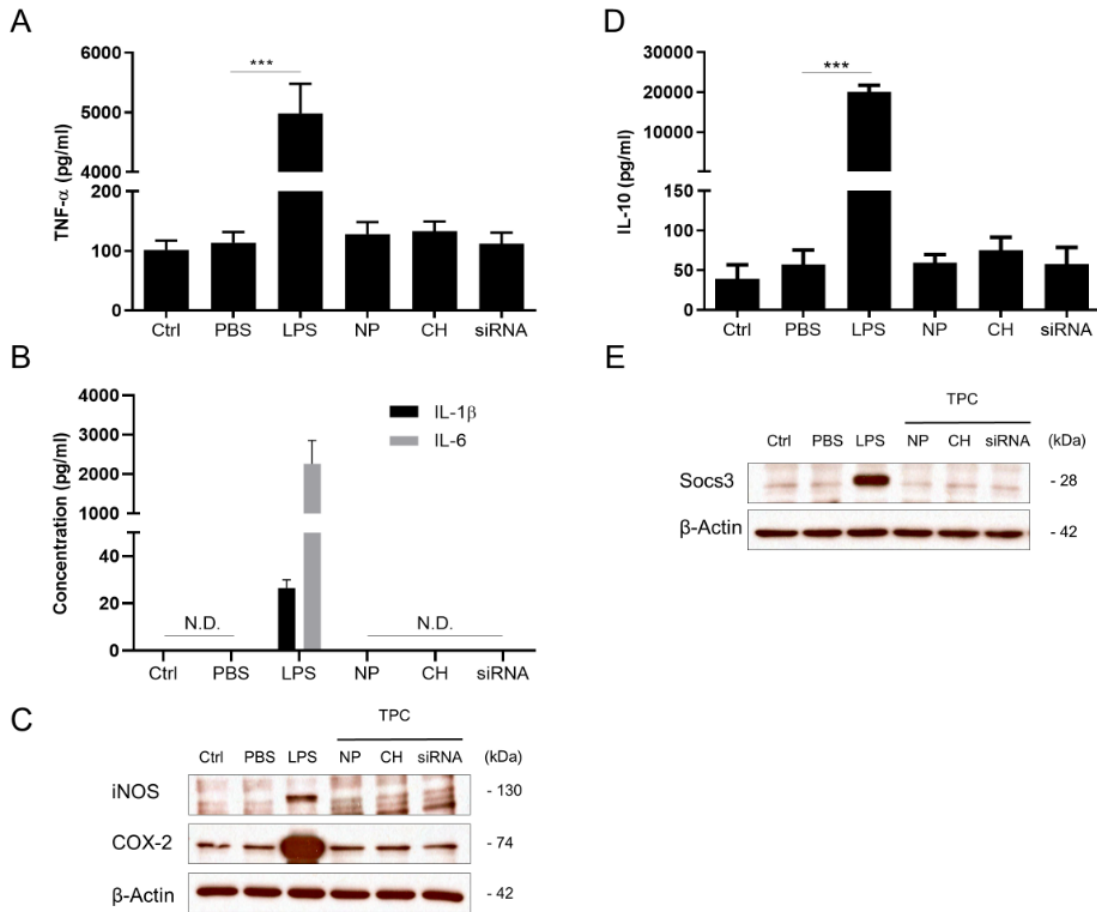 A
TNF-α (pg/ml)
6000
5000
4000
200
100
0
***
Ctrl PBS LPS NP CH siRNA
D
IL-10 (pg/ml)
30000
20000
10000
150
100
50
0
***
Ctrl PBS LPS NP CH siRNA
B
Concentration (pg/ml)
4000
3000
2000
1000
40
20
0
IL-1β
IL-6
N.D. N.D.
Ctrl PBS LPS NP CH siRNA
E
TPC
Ctrl PBS LPS NP CH siRNA (kDa)
Socs3 - 28
β-Actin - 42
C
TPC
Ctrl PBS LPS NP CH siRNA (kDa)
iNOS - 130
COX-2 - 74
β-Actin - 42